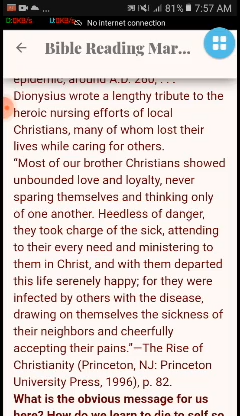 0KB/s 0KB/s 81% 7:57 AM
No internet connection
Bible Reading Mar...
epidemic, around A.D. 260, . . .
Dionysius wrote a lengthy tribute to the
heroic nursing efforts of local
Christians, many of whom lost their
lives while caring for others.
“Most of our brother Christians showed
unbounded love and loyalty, never
sparing themselves and thinking only
of one another. Heedless of danger,
they took charge of the sick, attending
to their every need and ministering to
them in Christ, and with them departed
this life serenely happy; for they were
infected by others with the disease,
drawing on themselves the sickness of
their neighbors and cheerfully
accepting their pains.”—The Rise of
Christianity (Princeton, NJ: Princeton
University Press, 1996), p. 82.
What is the obvious message for us
here? How do we learn to die to self so